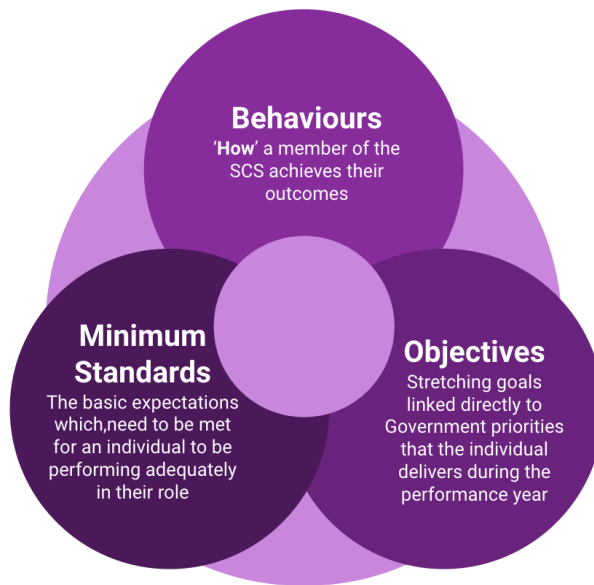 Behaviours
'How' a member of the
SCS achieves their
outcomes
Minimum
Standards
The basic expectations
which,need to be met
for an individual to be
performing adequately
in their role
Objectives
Stretching goals
linked directly to
Government priorities
that the individual
delivers during the
performance year